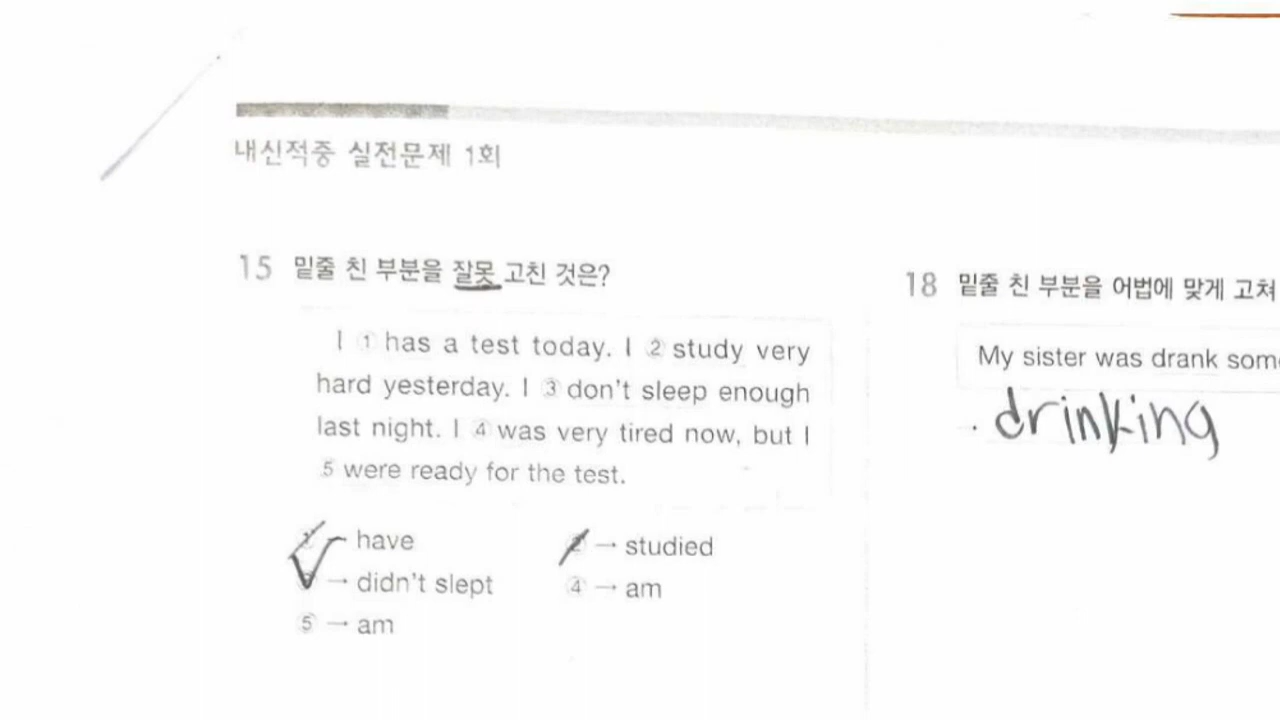 내신적중 실전문제 1회
15 밑줄 친 부분을 잘못 고친 것은?
I ① has a test today. I ② study very
hard yesterday. I ③ don't sleep enough
last night. I ④ was very tired now, but I
⑤ were ready for the test.
① → have
② → studied
③ → didn't slept
④ → am
⑤ → am
18 밑줄 친 부분을 어법에 맞게 고쳐
My sister was drank
drinking